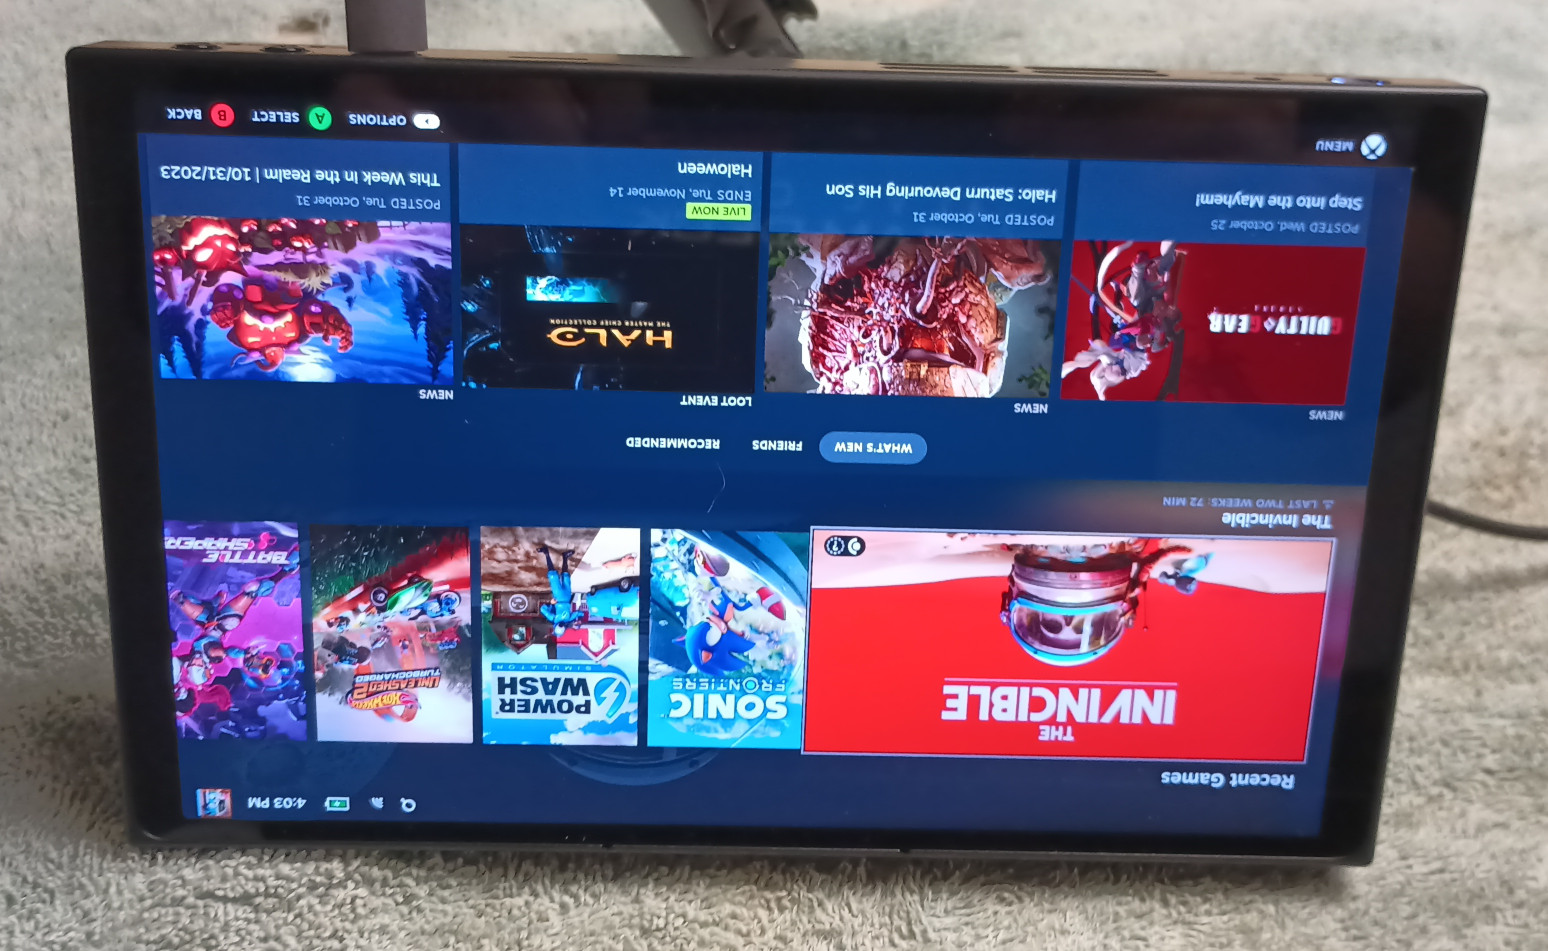 4:03 PM
Recent Games
THE
INVINCIBLE
SONIC
FRONTIERS
POWER
WASH
SIMULATOR
HOT WHEELS
UNLEASHED 2
TURBOCHARGED
BATTLE
SHAPERS
The Invincible
LAST TWO WEEKS: 72 MIN
WHAT'S NEW
FRIENDS
RECOMMENDED
NEWS
GUILTY GEAR
POSTED Wed, October 25
Step Into the Mayhem!
NEWS
POSTED Tue, October 31
Halo: Saturn Devouring His Son
LOOT EVENT
HALO
THE MASTER CHIEF COLLECTION
LIVE NOW
ENDS Tue, November 14
Haloween
NEWS
POSTED Tue, October 31
This Week in the Realm | 10/31/2023
MENU
OPTIONS
A SELECT
B BACK